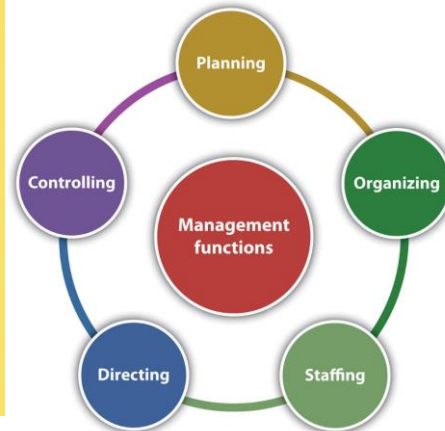 Planning
Organizing
Staffing
Directing
Controlling
Management
functions